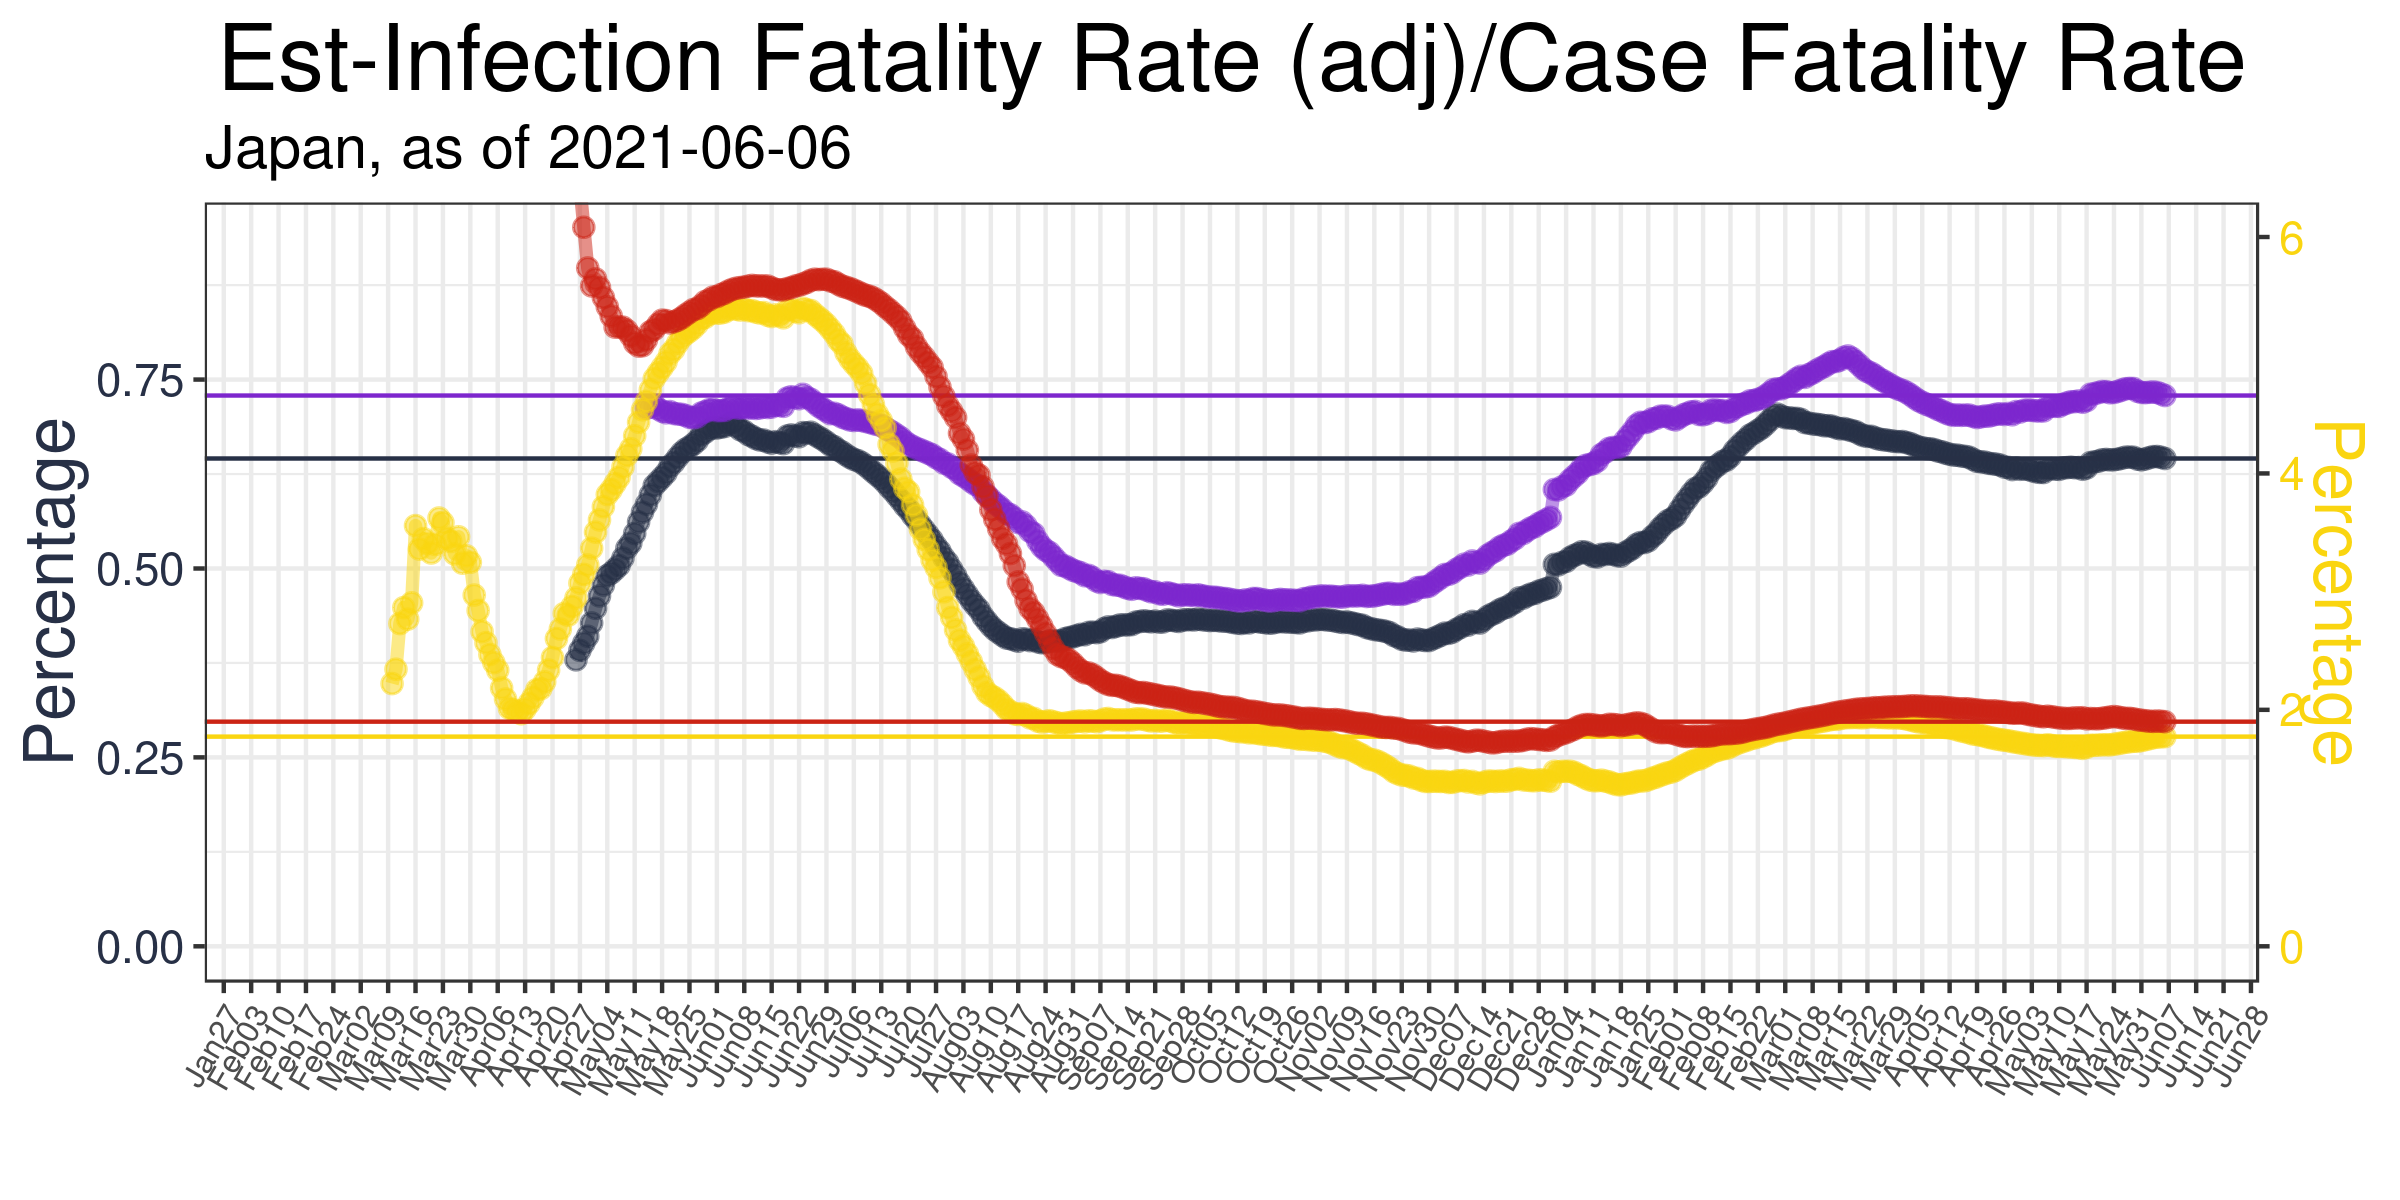 Est-Infection Fatality Rate (adj)/Case Fatality Rate
Japan, as of 2021-06-06
Percentage
0.75
0.50
0.25
0.00
6
4
2
0
Percentage
Jan27
Feb03
Feb10
Feb17
Feb24
Mar02
Mar09
Mar16
Mar23
Mar30
Apr06
Apr13
Apr20
Apr27
May04
May11
May18
May25
Jun01
Jun08
Jun15
Jun22
Jun29
Jul06
Jul13
Jul20
Jul27
Aug03
Aug10
Aug17
Aug24
Aug31
Sep07
Sep14
Sep21
Sep28
Oct05
Oct12
Oct19
Oct26
Nov02
Nov09
Nov16
Nov23
Nov30
Dec07
Dec14
Dec21
Dec28
Jan04
Jan11
Jan18
Jan25
Feb01
Feb08
Feb15
Feb22
Mar01
Mar08
Mar15
Mar22
Mar29
Apr05
Apr12
Apr19
Apr26
May03
May10
May17
May24
May31
Jun07
Jun14
Jun21
Jun28